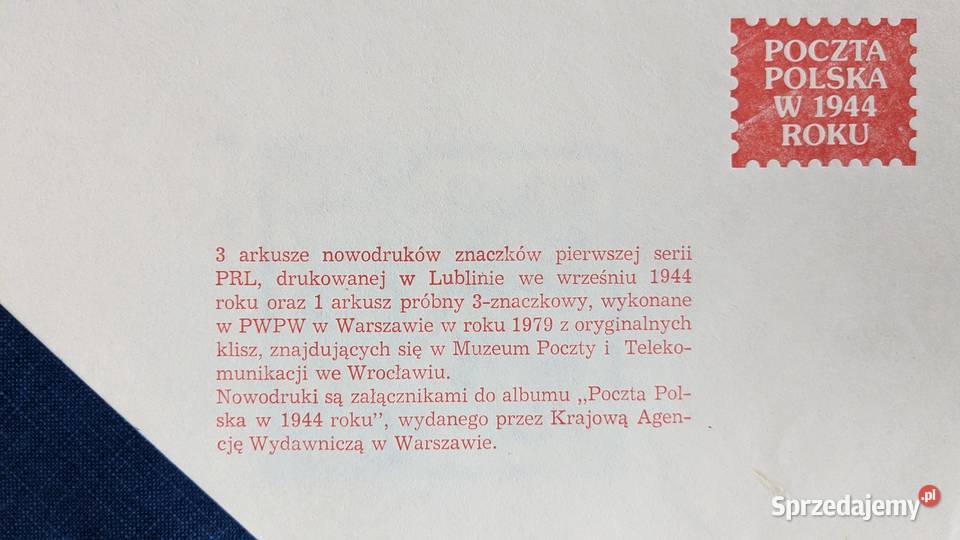 POCZTA
POLSKA
W 1944
ROKU
3 arkusze nowodruków znaczków pierwszej serii
PRL, drukowanej w Lublinie we wrześniu 1944
roku oraz 1 arkusz próbny 3-znaczkowy, wykonane
w PWPW w Warszawie w roku 1979 z oryginalnych
klisz, znajdujących się w Muzeum Poczty i Teleko-
munikacji we Wrocławiu.
Nowodruki są załącznikami do albumu „Poczta Pol-
ska w 1944 roku”, wydanego przez Krajową Agen-
cję Wydawniczą w Warszawie.
Sprzedajemy.pl